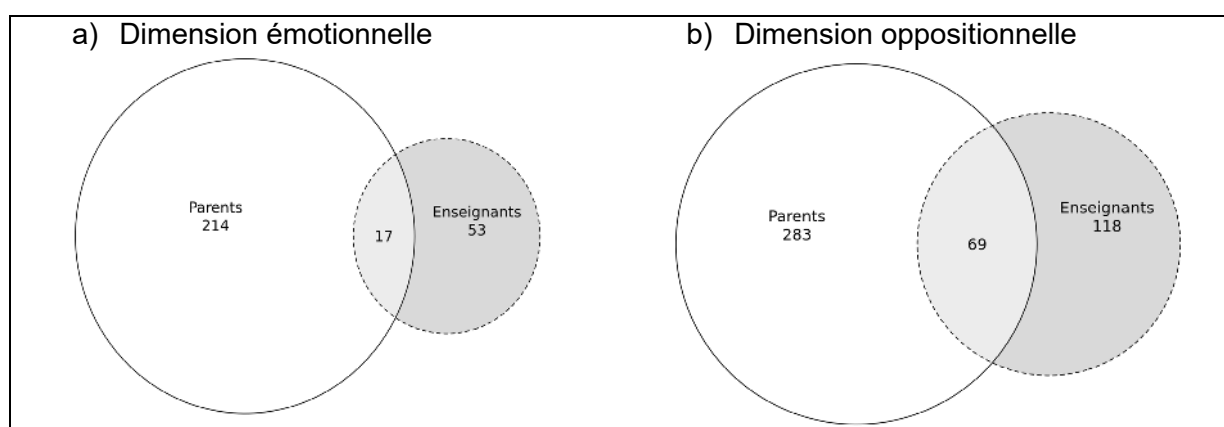 a) Dimension émotionnelle
Parents
214
17
Enseignants
53
b) Dimension oppositionnelle
Parents
283
69
Enseignants
118